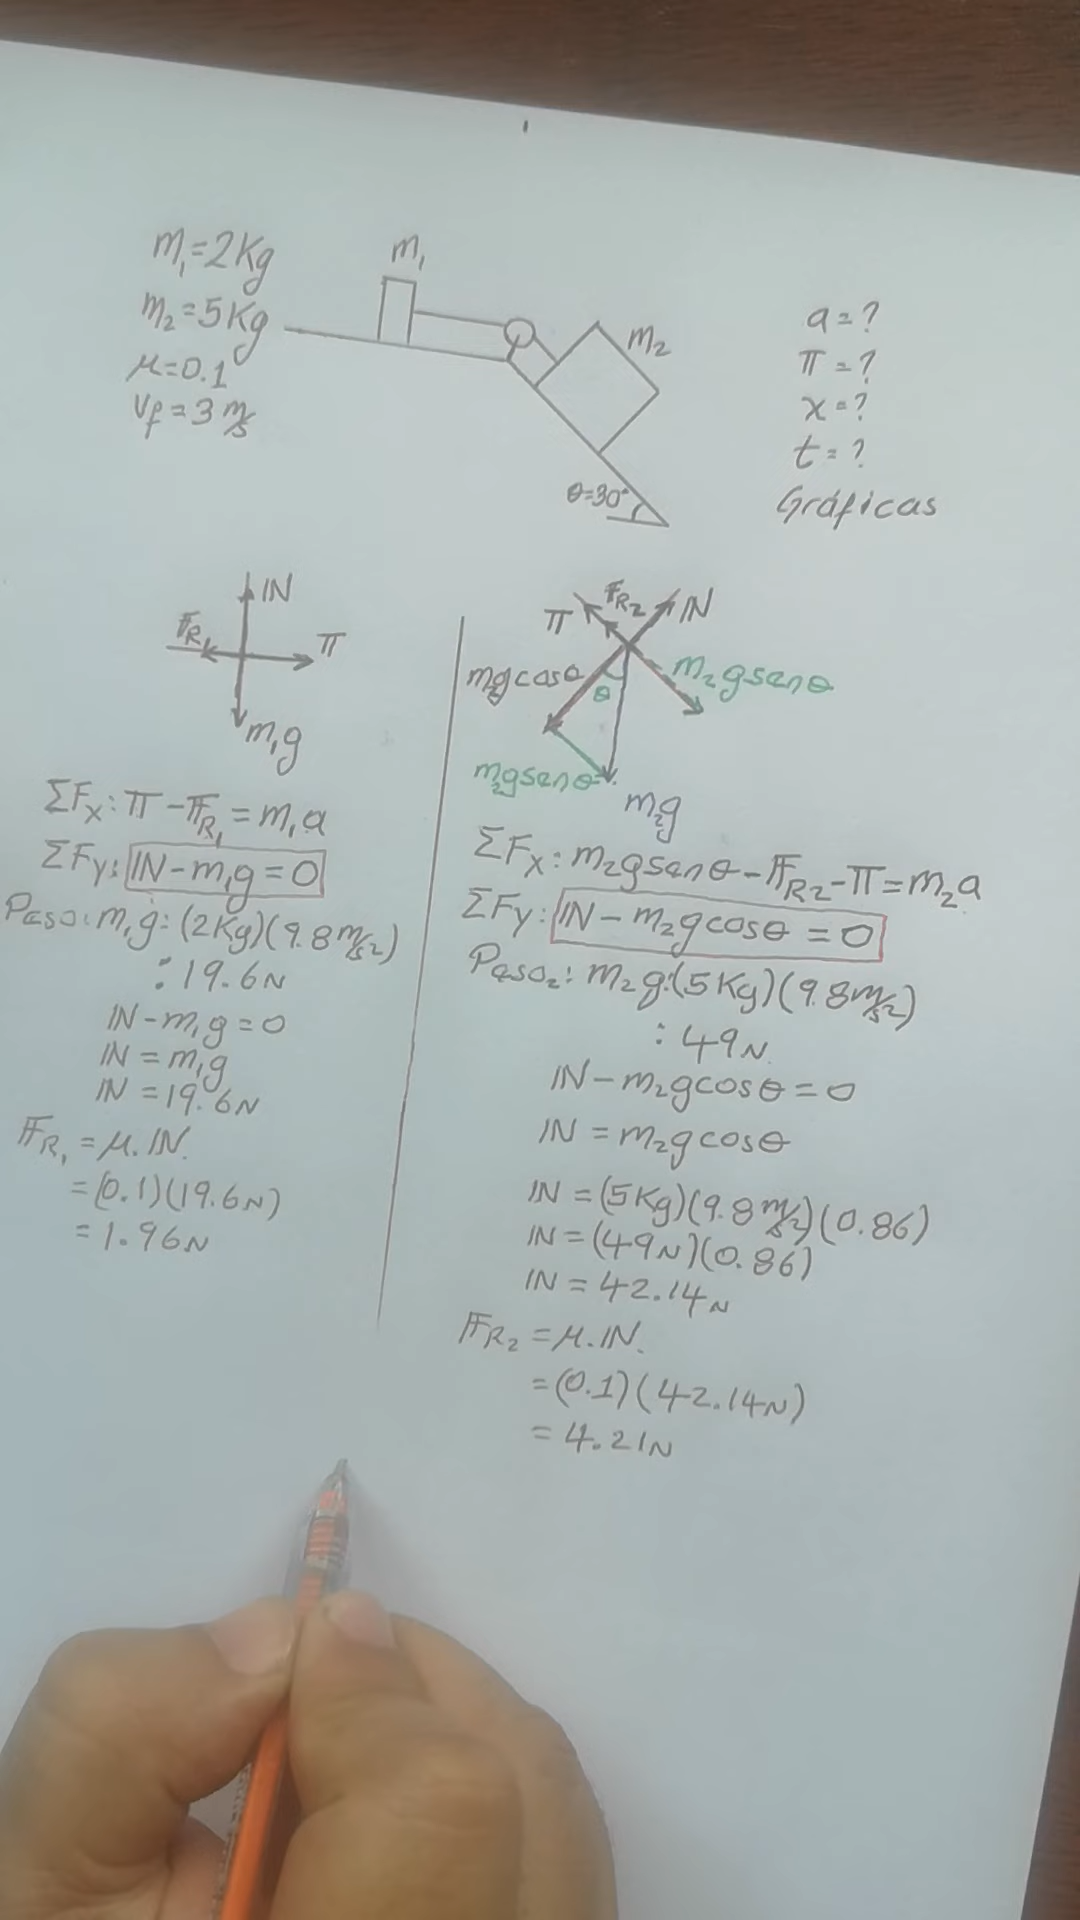 m₁=2Kg
m₂=5Kg
μ=0.1
Vf=3 m/s
m₁
m₂
θ=30°
a=?
T=?
x=?
t=?
Gráficas
N
FR₁
T
m₁g
ΣFx: T-FR₁=m₁a
ΣFy: N-m₁g=0
Peso₁: m₁g: (2Kg)(9.8m/s²)
: 19.6N
N-m₁g=0
N=m₁g
N=19.6N
FR₁=μ.N.
=(0.1)(19.6N)
=1.96N
FR₂
N
T
m₂gcosθ
θ
m₂gsenθ
m₂gsenθ
m₂g
ΣFx: m₂gsenθ-FR₂-T=m₂a
ΣFy: N-m₂gcosθ=0
Peso₂: m₂g:(5Kg)(9.8m/s²)
: 49N
N-m₂gcosθ=0
N=m₂gcosθ
N=(5Kg)(9.8m/s²)(0.86)
N=(49N)(0.86)
N=42.14N
FR₂=μ.N.
=(0.1)(42.14N)
=4.21N